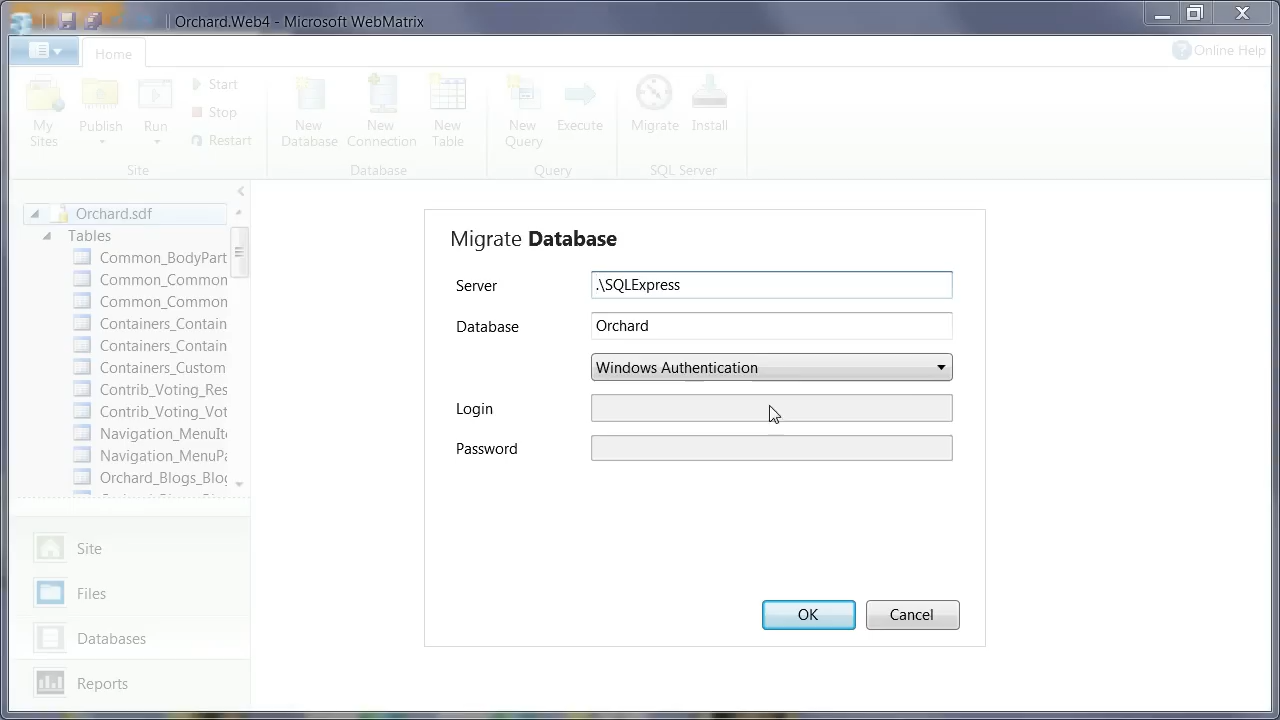 Orchard.Web4 - Microsoft WebMatrix
Home
Online Help
My Sites
Publish
Run
Start
Stop
Restart
New Database
New Connection
New Table
New Query
Execute
Migrate
Install
Site
Database
Query
SQL Server
Orchard.sdf
Tables
Common_BodyPart
Common_Common
Common_Common
Containers_Contain
Containers_Contain
Containers_Custom
Contrib_Voting_Res
Contrib_Voting_Vot
Navigation_MenuIte
Navigation_MenuPa
Orchard_Blogs_Blog
Site
Files
Databases
Reports
Migrate Database
Server
.\SQLExpress
Database
Orchard
Windows Authentication
Login
Password
OK
Cancel